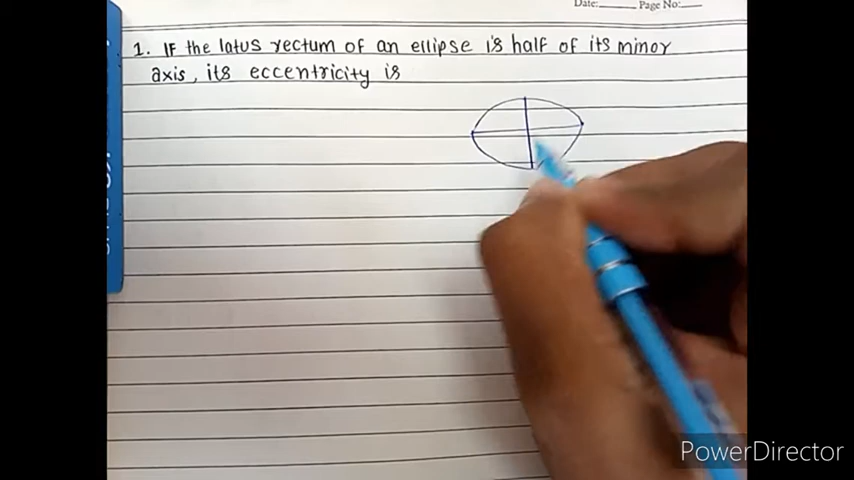 Date:______ Page No:____
1. IF the latus rectum of an ellipse is half of its minor
axis, its eccentricity is
PowerDirector